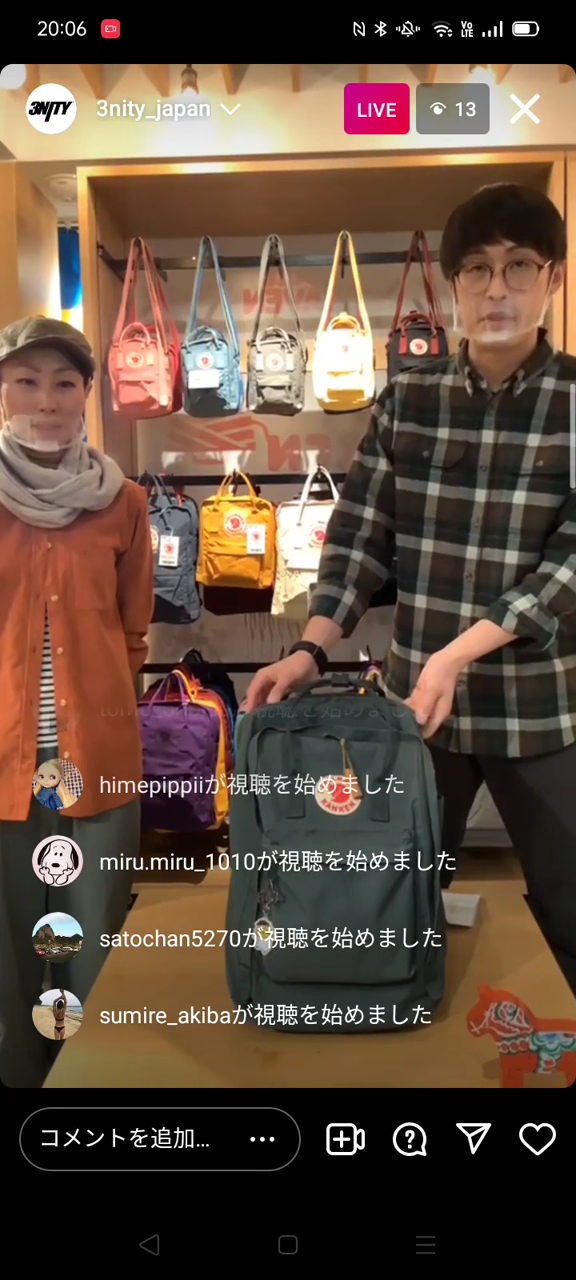 20:06
VO LTE
3NITY
3nity_japan
LIVE
13
himepippiiが視聴を始めました
RÄNKEN
miru.miru_1010が視聴を始めました
satochan5270が視聴を始めました
sumire_akibaが視聴を始めました
コメントを追加...